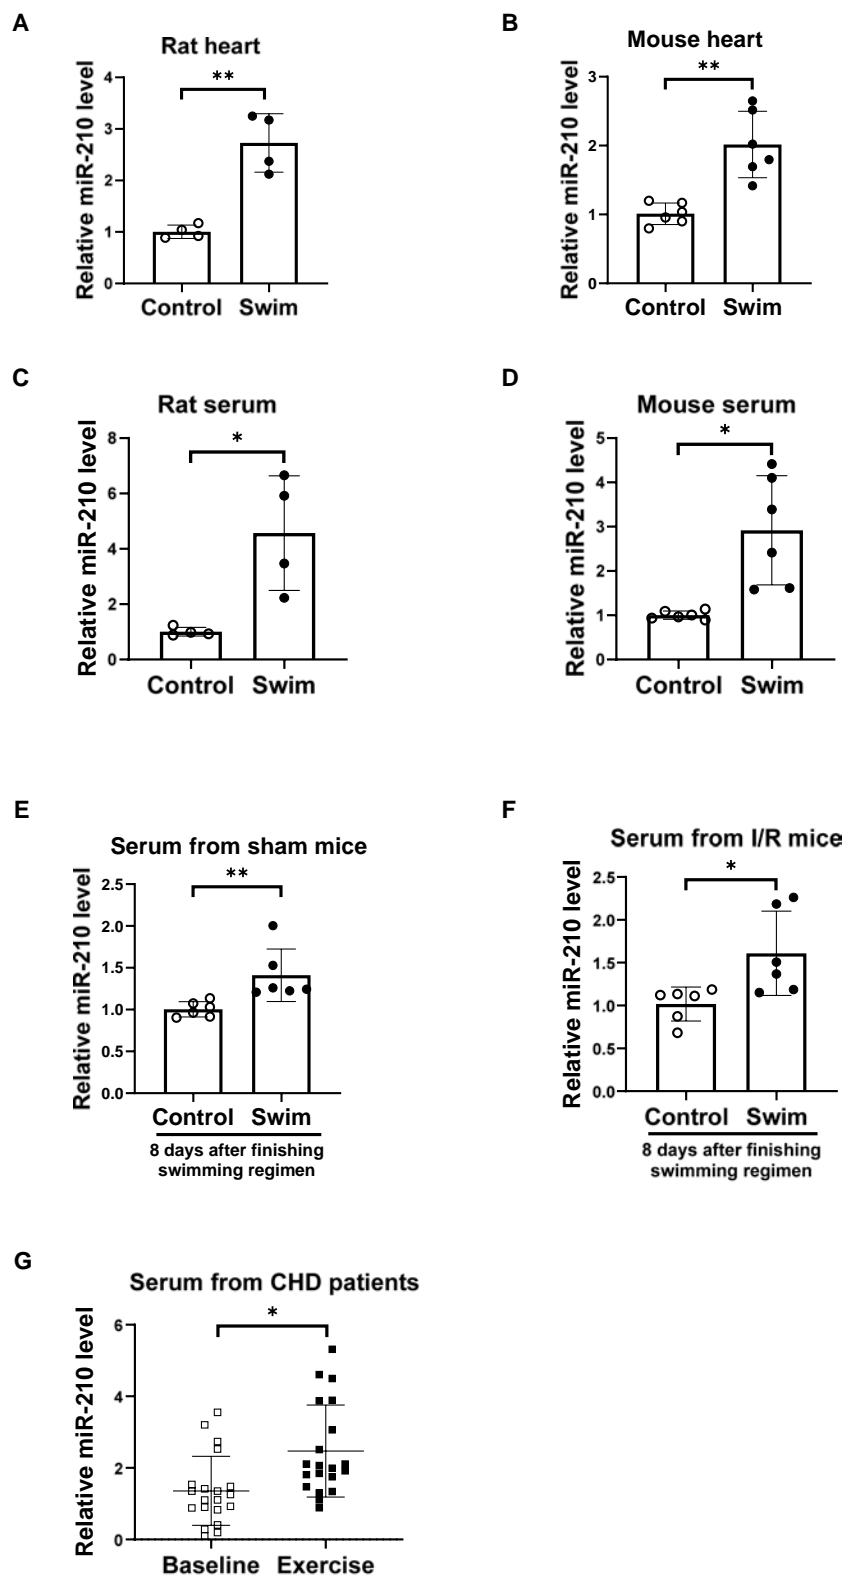 A
Rat heart
**
Relative miR-210 level
4
3
2
1
0
Control Swim
B
Mouse heart
**
Relative miR-210 level
3
2
1
0
Control Swim
C
Rat serum
*
Relative miR-210 level
8
6
4
2
0
Control Swim
D
Mouse serum
*
Relative miR-210 level
5
4
3
2
1
0
Control Swim
E
Serum from sham mice
**
Relative miR-210 level
2.5
2.0
1.5
1.0
0.5
0.0
Control Swim
8 days after finishing
swimming regimen
F
Serum from I/R mice
*
Relative miR-210 level
2.5
2.0
1.5
1.0
0.5
0.0
Control Swim
8 days after finishing
swimming regimen
G
Serum from CHD patients
*
Relative miR-210 level
6
4
2
0
Baseline Exercise